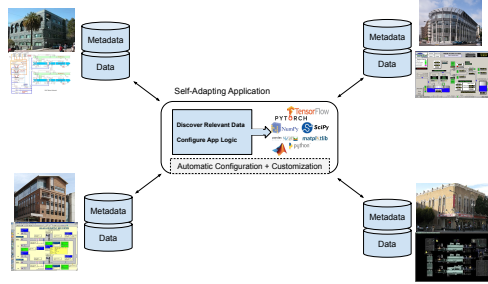 Metadata
Data
Metadata
Data
Self-Adapting Application
Discover Relevant Data
Configure App Logic
TensorFlow
PYTORCH
NumPy
SciPy
matplotlib
python
Automatic Configuration + Customization
Metadata
Data
Metadata
Data